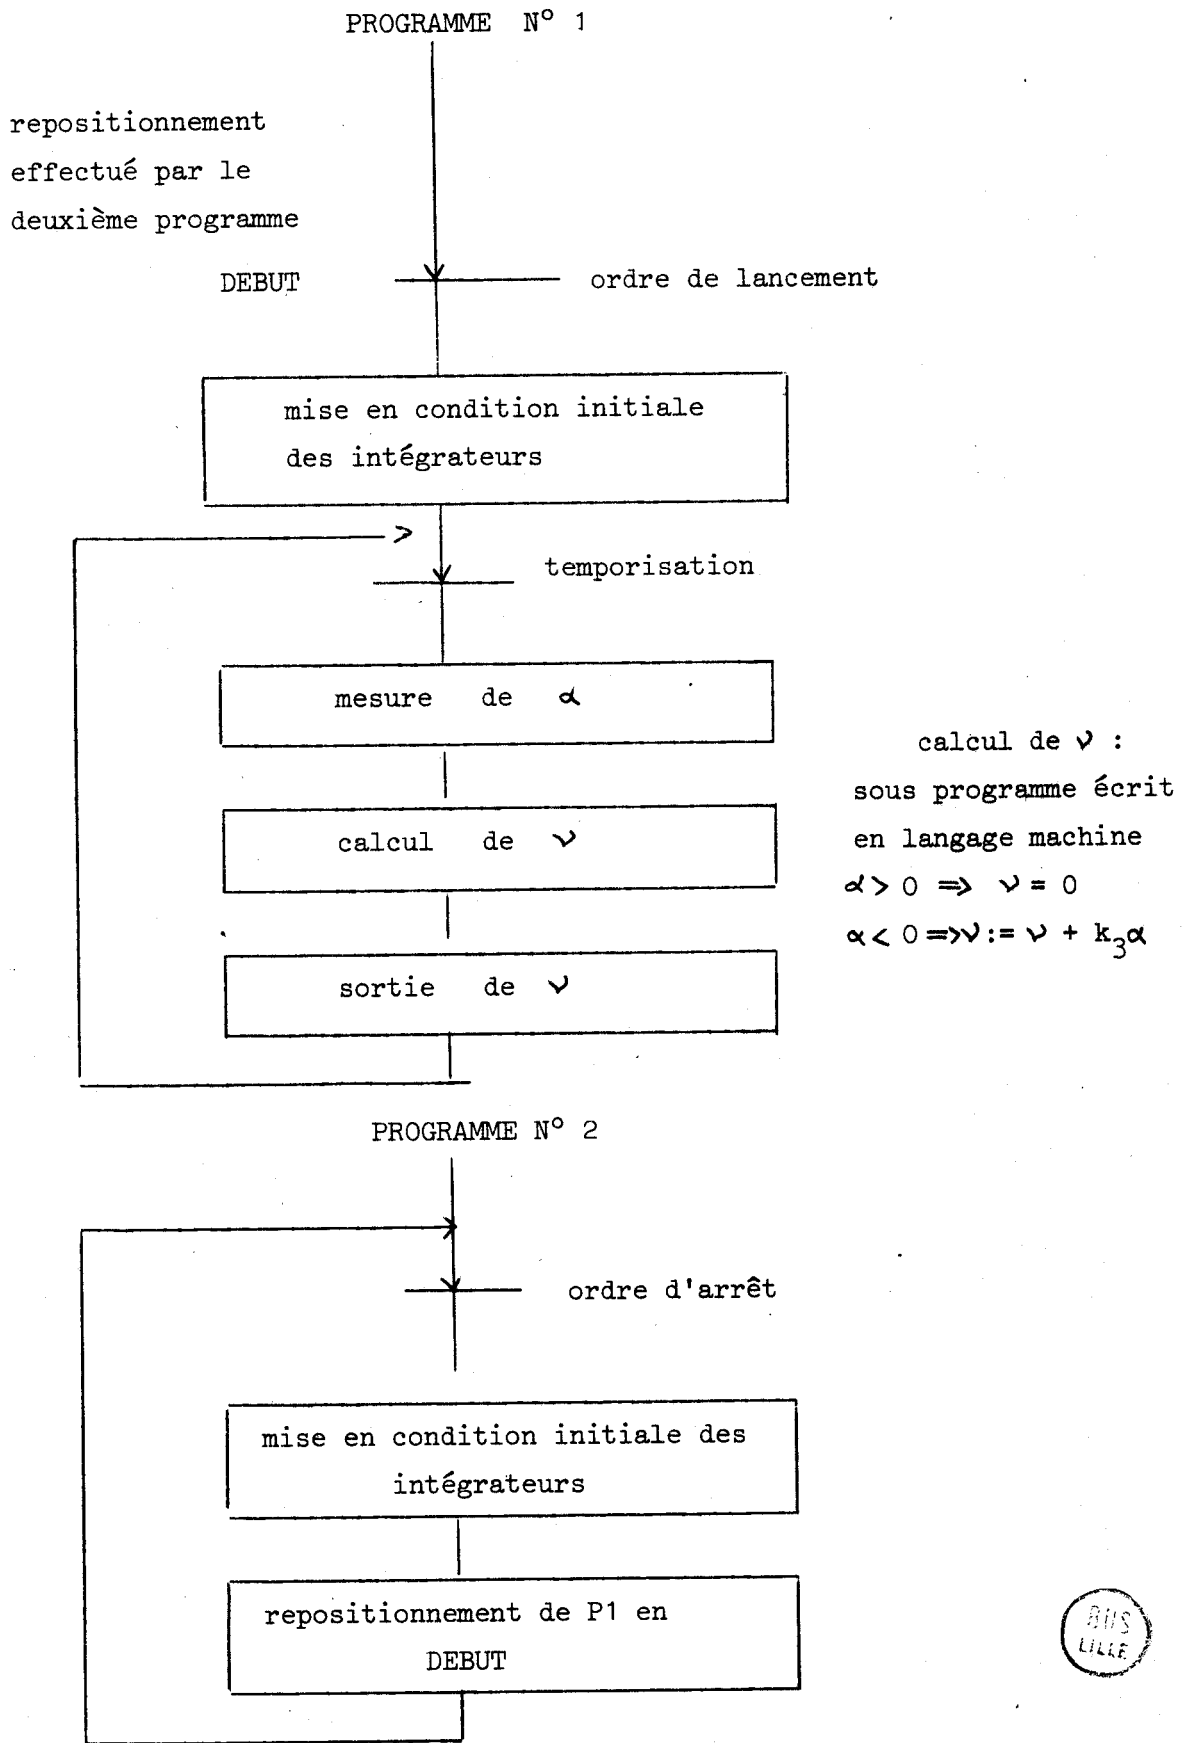 PROGRAMME N° 1
repositionnement
effectué par le
deuxième programme
DEBUT
ordre de lancement
mise en condition initiale
des intégrateurs
temporisation
mesure de α
calcul de ν
sortie de ν
calcul de ν :
sous programme écrit
en langage machine
α > 0 ⇒ ν = 0
α < 0 ⇒ ν := ν + k₃α
PROGRAMME N° 2
ordre d'arrêt
mise en condition initiale des
intégrateurs
repositionnement de P1 en
DEBUT
BUS
LILLE